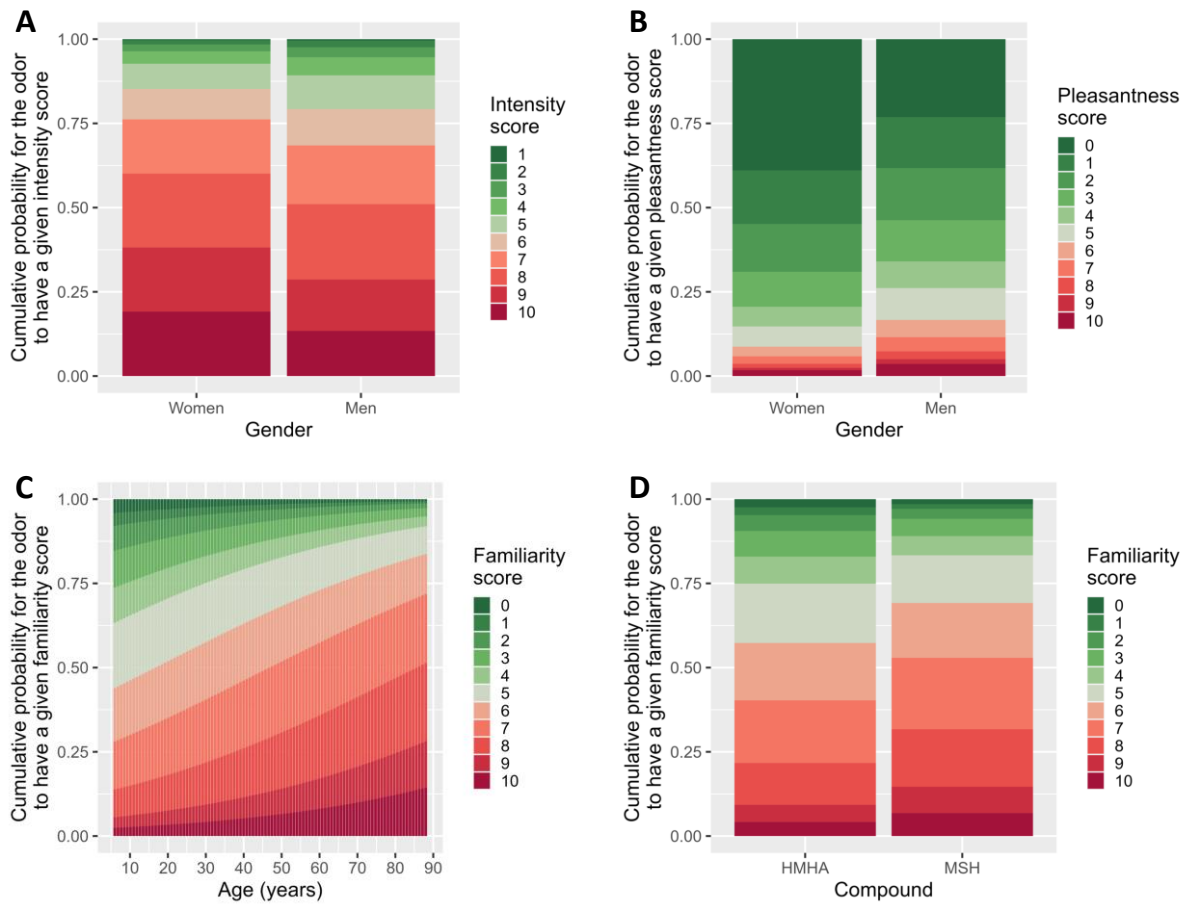 A
Cumulative probability for the odor
to have a given intensity score
1.00
0.75
0.50
0.25
0.00
Women
Men
Gender
Intensity
score
1
2
3
4
5
6
7
8
9
10
B
Cumulative probability for the odor
to have a given pleasantness score
1.00
0.75
0.50
0.25
0.00
Women
Men
Gender
Pleasantness
score
0
1
2
3
4
5
6
7
8
9
10
C
Cumulative probability for the odor
to have a given familiarity score
1.00
0.75
0.50
0.25
0.00
10 20 30 40 50 60 70 80 90
Age (years)
Familiarity
score
0
1
2
3
4
5
6
7
8
9
10
D
Cumulative probability for the odor
to have a given familiarity score
1.00
0.75
0.50
0.25
0.00
HMHA
MSH
Compound
Familiarity
score
0
1
2
3
4
5
6
7
8
9
10